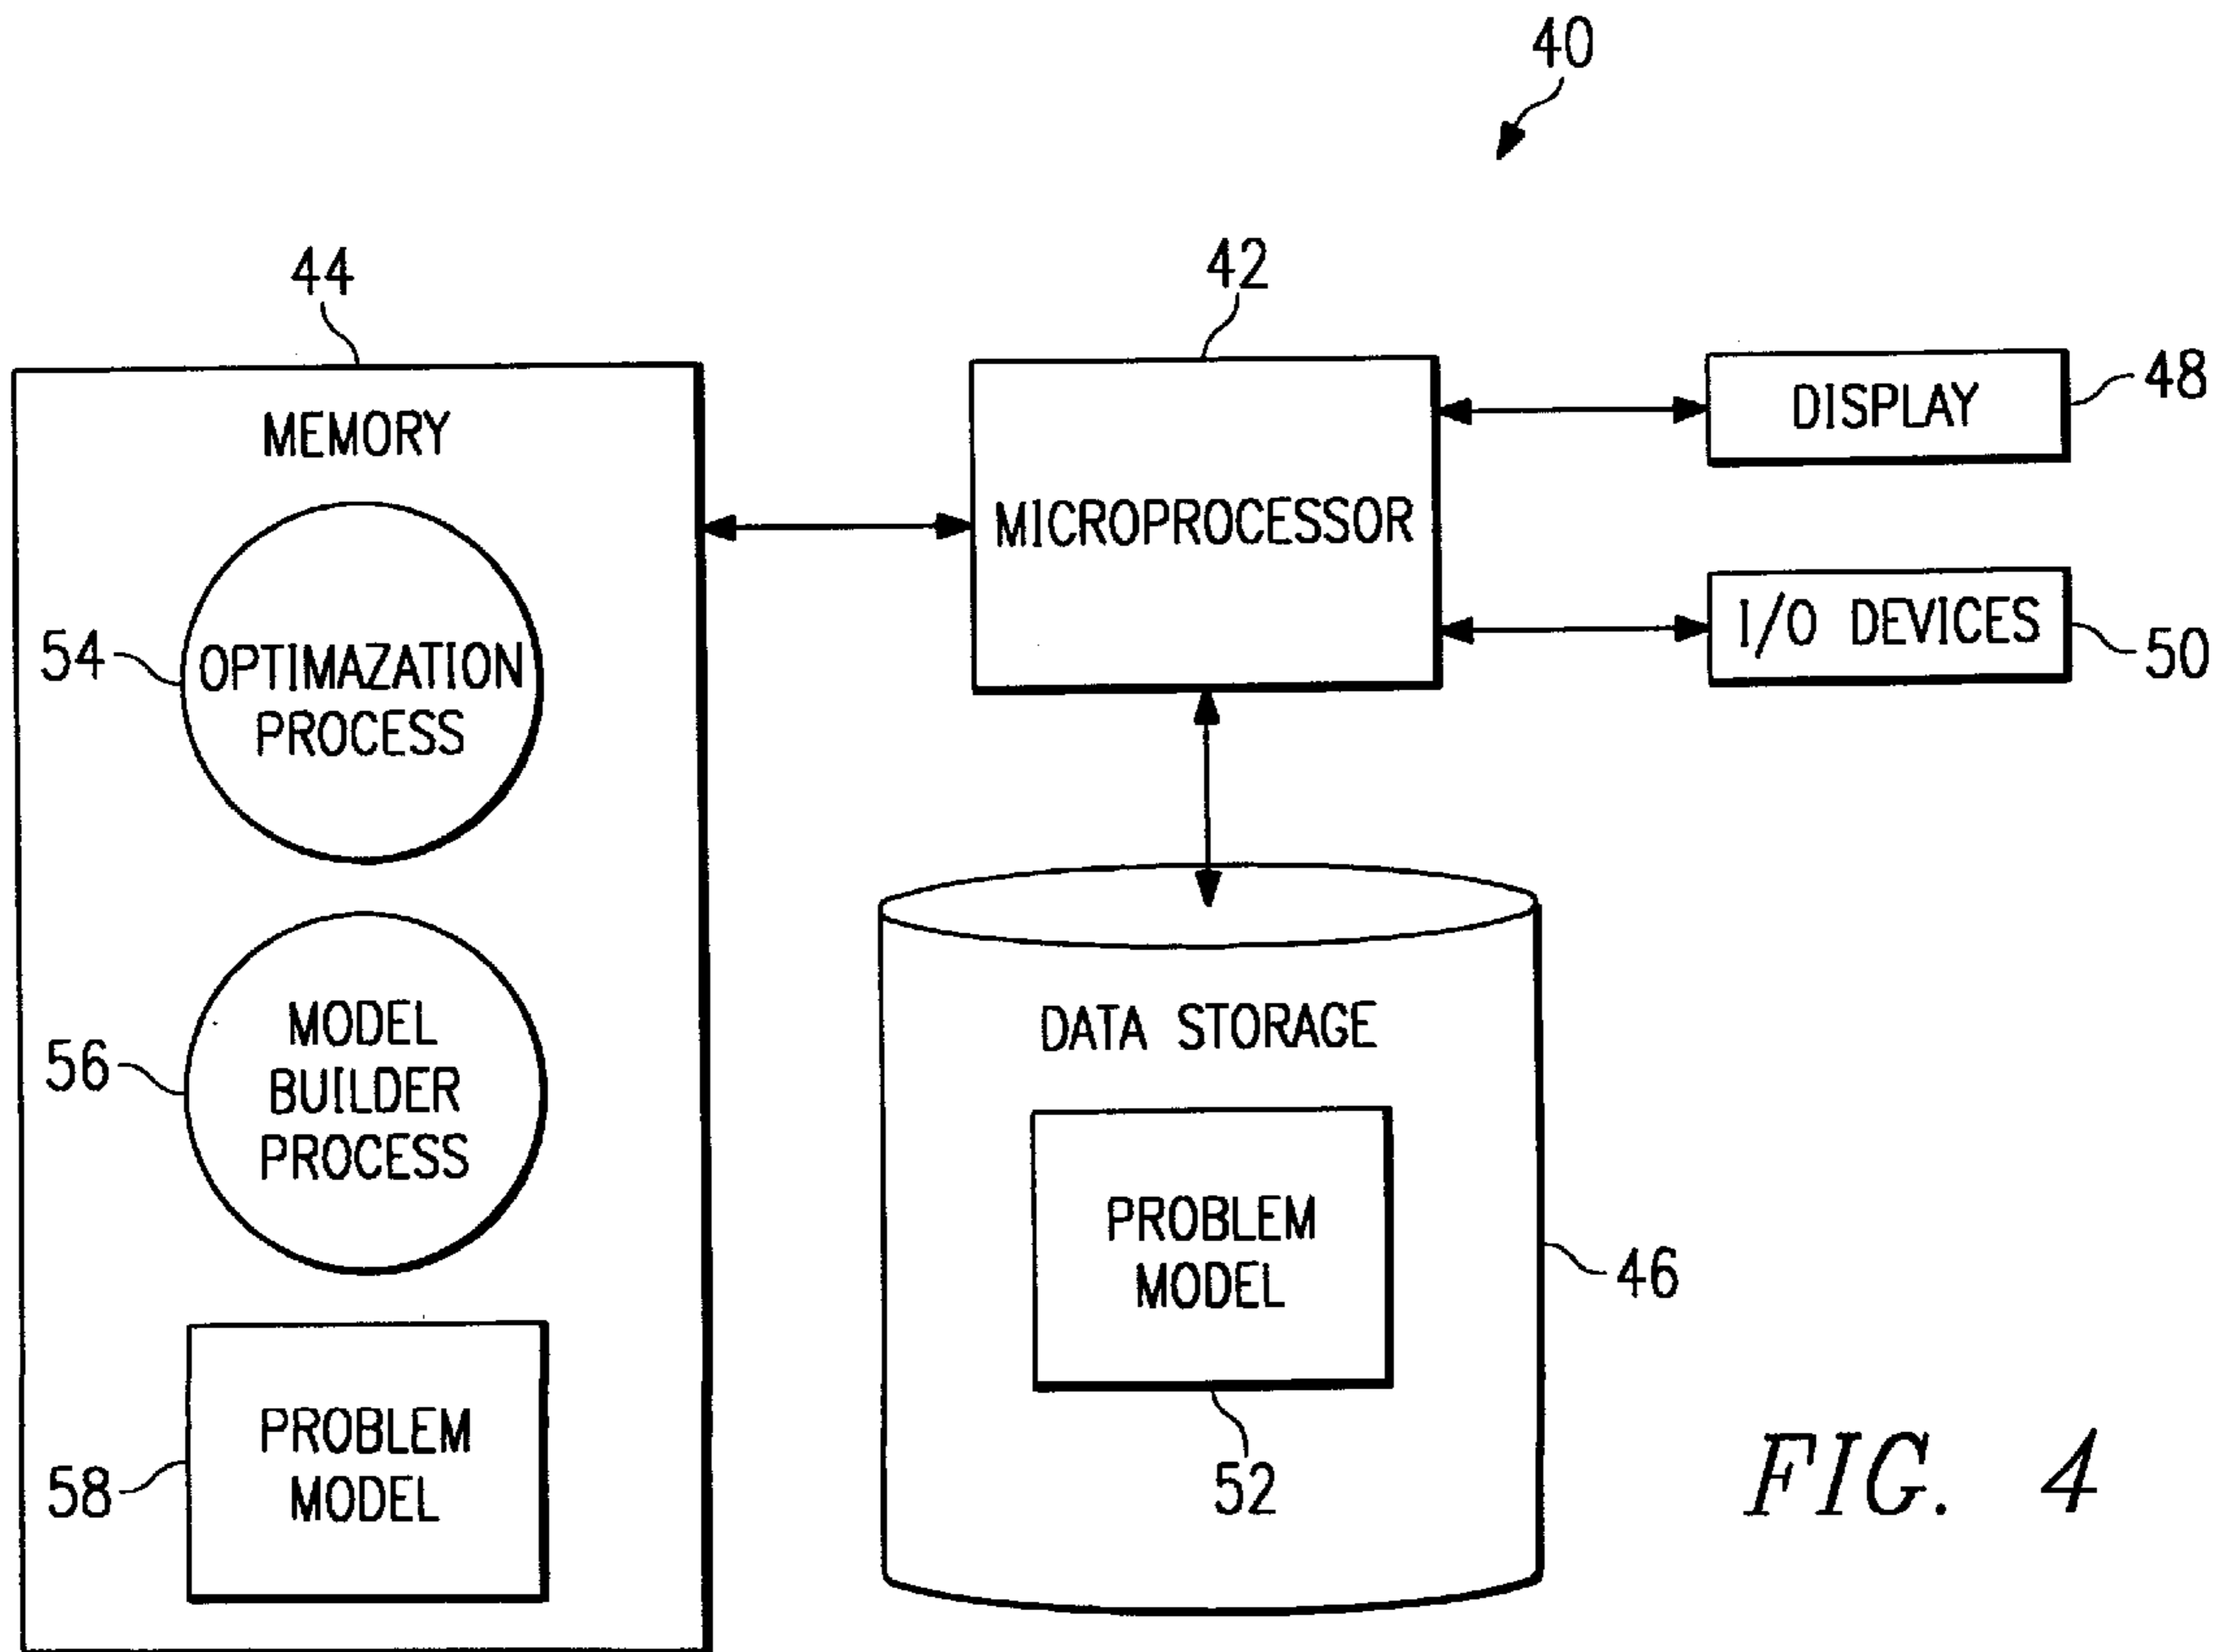 40
44
MEMORY
54
OPTIMAZATION
PROCESS
56
MODEL
BUILDER
PROCESS
58
PROBLEM
MODEL
42
MICROPROCESSOR
DISPLAY
48
I/O DEVICES
50
DATA STORAGE
PROBLEM
MODEL
46
52
FIG. 4